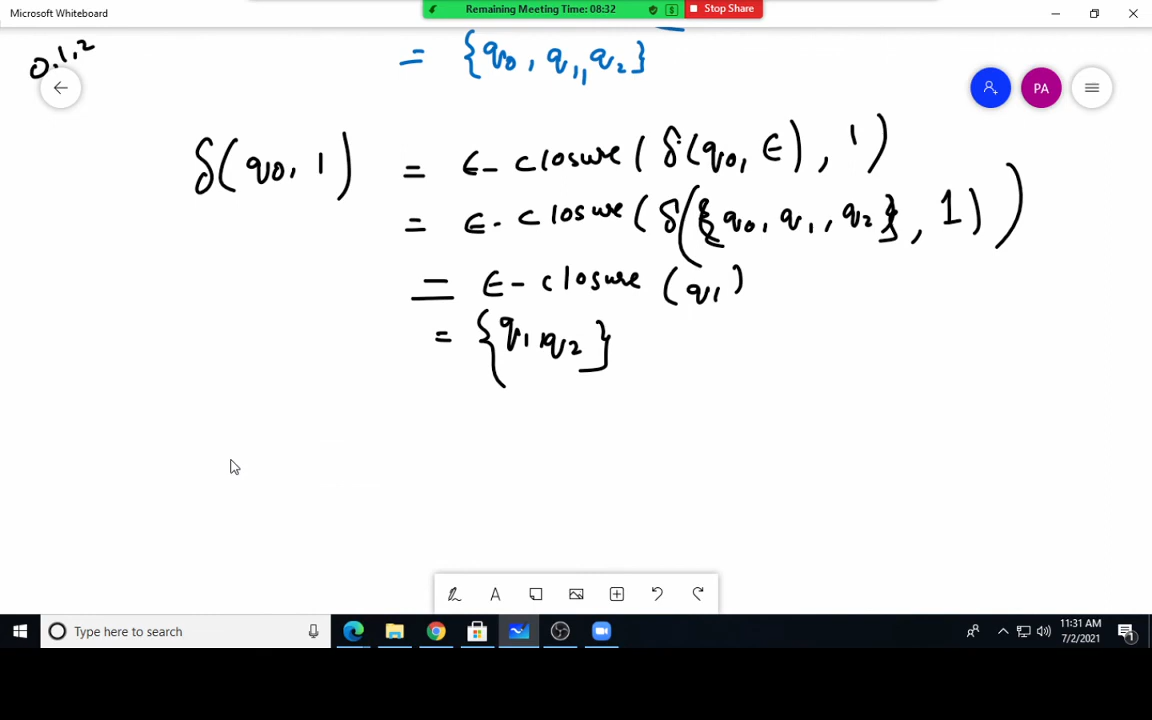 Remaining Meeting Time: 08:32 Stop Share
Microsoft Whiteboard
0,1,2
= {q0, q1, q2}
PA
δ(q0, 1) = ϵ- closure (δ(q0, ϵ), 1)
= ϵ- closure (δ({q0, q1, q2}, 1))
= ϵ- closure (q1)
= {q1, q2}
Type here to search
11:31 AM
7/2/2021
1